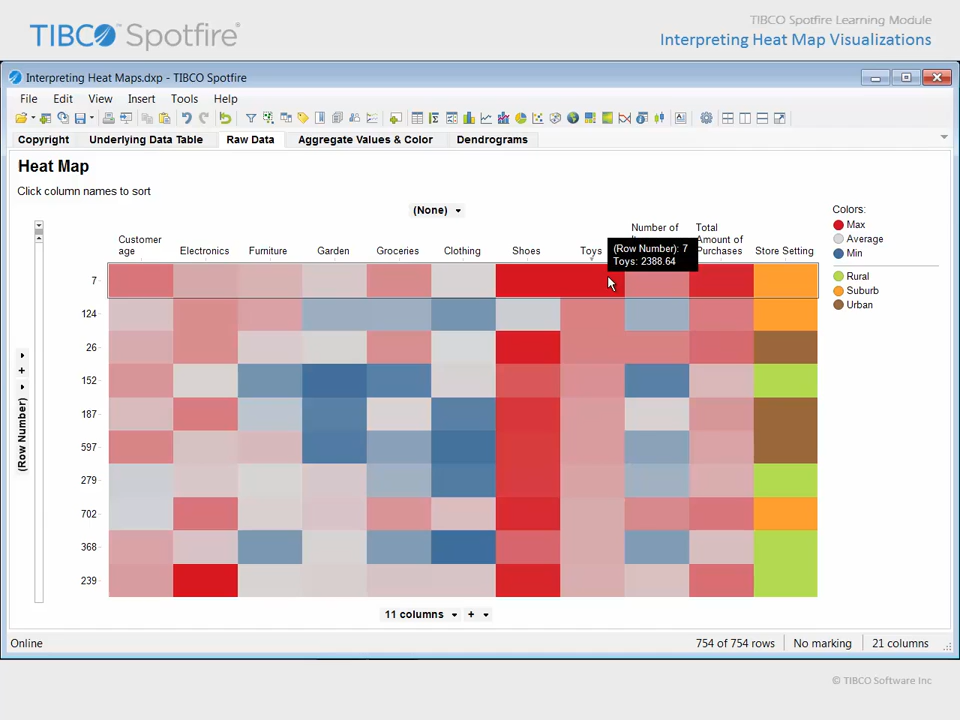 TIBCO Spotfire®
TIBCO Spotfire Learning Module
Interpreting Heat Map Visualizations
Interpreting Heat Maps.dxp - TIBCO Spotfire
File Edit View Insert Tools Help
Copyright Underlying Data Table Raw Data Aggregate Values & Color Dendrograms
Heat Map
Click column names to sort
(None)
Customer age
Electronics
Furniture
Garden
Groceries
Clothing
Shoes
Toys
Number of
Total Amount of Purchases
Store Setting
(Row Number): 7
Toys: 2388.64
7
124
26
152
187
597
279
702
368
239
(Row Number)
+
11 columns +
Colors:
Max
Average
Min
Rural
Suburb
Urban
Online
754 of 754 rows No marking 21 columns
© TIBCO Software Inc